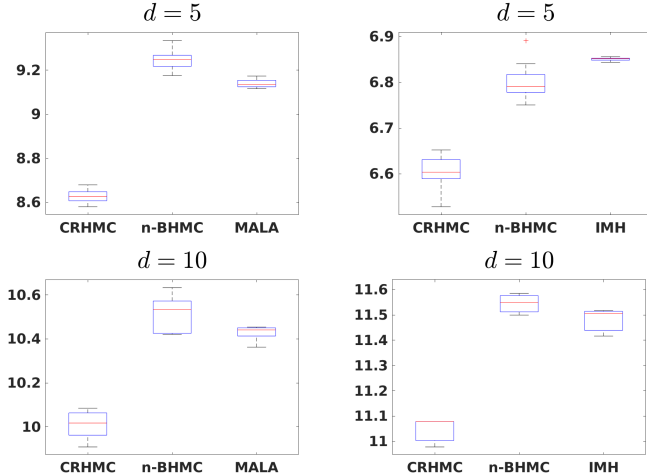 d = 5
9.2
9
8.8
8.6
CRHMC n-BHMC MALA
d = 5
6.9
6.8
6.7
6.6
CRHMC n-BHMC IMH
d = 10
10.6
10.4
10.2
10
CRHMC n-BHMC MALA
d = 10
11.6
11.5
11.4
11.3
11.2
11.1
11
CRHMC n-BHMC IMH